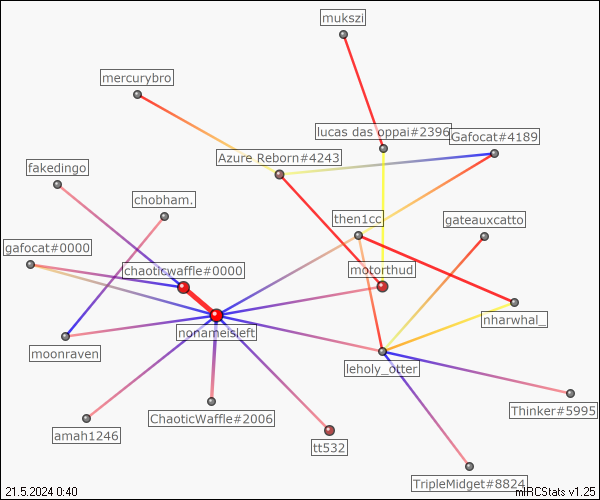 mukszi
mercurybro
lucas das oppai#2396
Gafocat#4189
Azure Reborn#4243
fakedingo
chobham.
then1cc
gateauxcatto
gafocat#0000
chaoticwaffle#0000
motorthud
nharwhal_
nonameisleft
moonraven
leholy_otter
ChaoticWaffle#2006
Thinker#5995
amah1246
tt532
TripleMidget#8824
21.5.2024 0:40
mIRCStats v1.25